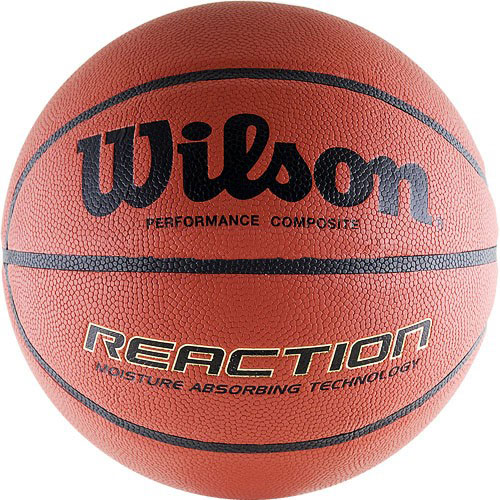 Wilson
PERFORMANCE COMPOSITE
REACTION
MOISTURE ABSORBING TECHNOLOGY